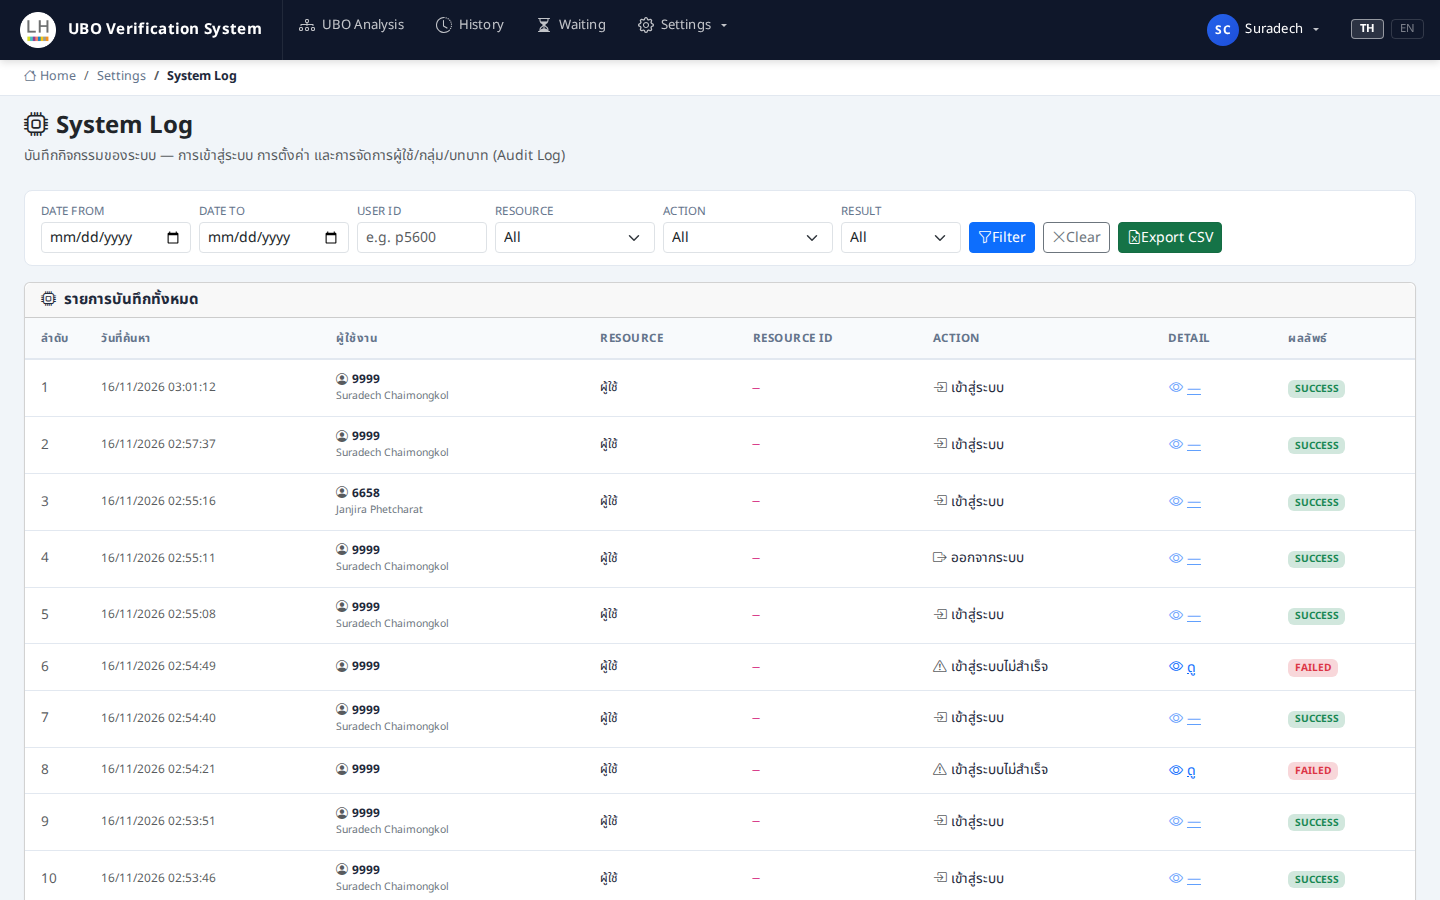 LH UBO Verification System UBO Analysis History Waiting Settings SC Suradech TH EN
Home / Settings / System Log
System Log
บันทึกกิจกรรมของระบบ — การเข้าสู่ระบบ การตั้งค่า และการจัดการผู้ใช้/กลุ่ม/บทบาท (Audit Log)
DATE FROM DATE TO USER ID RESOURCE ACTION RESULT
mm/dd/yyyy mm/dd/yyyy e.g. p5600 All All All Filter Clear Export CSV
รายการบันทึกทั้งหมด
ลำดับ วันที่ค้นหา ผู้ใช้งาน RESOURCE RESOURCE ID ACTION DETAIL ผลลัพธ์
1 16/11/2026 03:01:12 9999 ผู้ใช้ — เข้าสู่ระบบ — SUCCESS
Suradech Chaimongkol
2 16/11/2026 02:57:37 9999 ผู้ใช้ — เข้าสู่ระบบ — SUCCESS
Suradech Chaimongkol
3 16/11/2026 02:55:16 6658 ผู้ใช้ — เข้าสู่ระบบ — SUCCESS
Janjira Phetcharat
4 16/11/2026 02:55:11 9999 ผู้ใช้ — ออกจากระบบ — SUCCESS
Suradech Chaimongkol
5 16/11/2026 02:55:08 9999 ผู้ใช้ — เข้าสู่ระบบ — SUCCESS
Suradech Chaimongkol
6 16/11/2026 02:54:49 9999 ผู้ใช้ — เข้าสู่ระบบไม่สำเร็จ ดู FAILED
7 16/11/2026 02:54:40 9999 ผู้ใช้ — เข้าสู่ระบบ — SUCCESS
Suradech Chaimongkol
8 16/11/2026 02:54:21 9999 ผู้ใช้ — เข้าสู่ระบบไม่สำเร็จ ดู FAILED
9 16/11/2026 02:53:51 9999 ผู้ใช้ — เข้าสู่ระบบ — SUCCESS
Suradech Chaimongkol
10 16/11/2026 02:53:46 9999 ผู้ใช้ — เข้าสู่ระบบ — SUCCESS
Suradech Chaimongkol